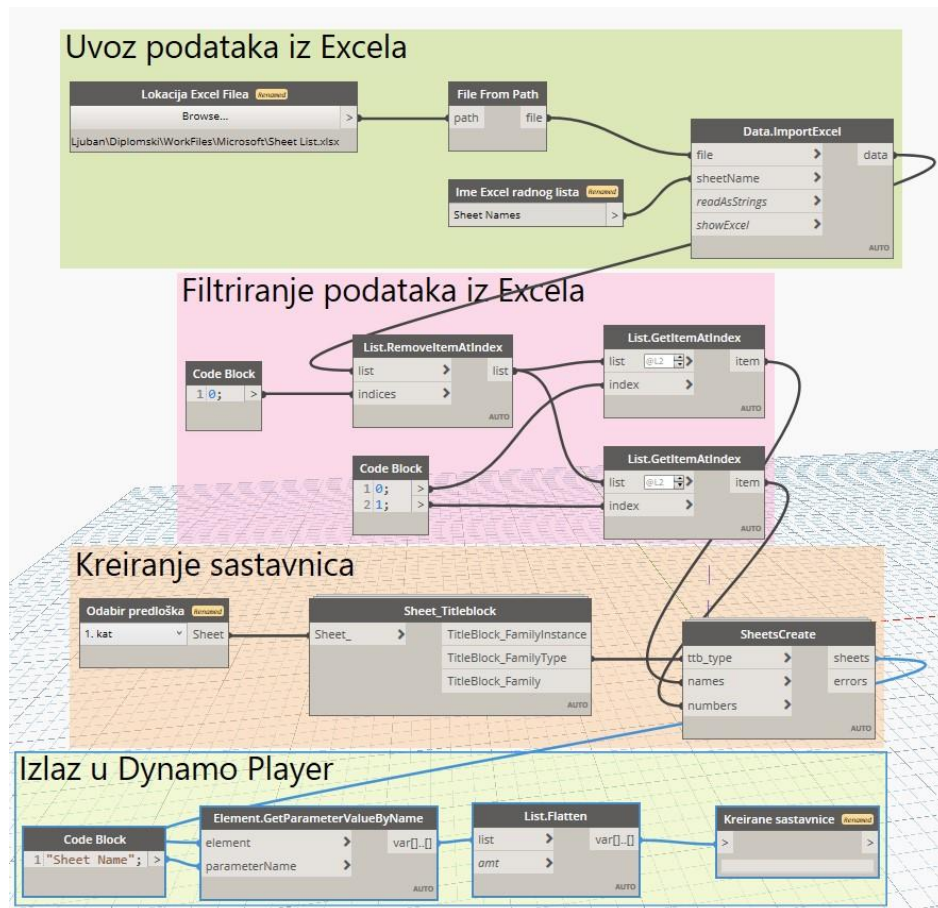 Uvoz podataka iz Excela
Lokacija Excel Filea Renamed
Browse... >
Ljuban\Diplomski\WorkFiles\Microsoft\Sheet List.xlsx
File From Path
path file
Ime Excel radnog lista Renamed
Sheet Names >
Data.ImportExcel
file > data
sheetName >
readAsStrings >
showExcel >
AUTO
Filtriranje podataka iz Excela
Code Block
1 0; >
List.RemoveItemAtIndex
list > list
indices >
AUTO
List.GetItemAtIndex
list @L2 > item
index >
AUTO
Code Block
1 0; >
2 1; >
List.GetItemAtIndex
list @L2 > item
index >
AUTO
Kreiranje sastavnica
Odabir predloška Renamed
1. kat Sheet
Sheet_Titleblock
Sheet_ > TitleBlock_FamilyInstance
TitleBlock_FamilyType
TitleBlock_Family
AUTO
SheetsCreate
ttb_type > sheets
names > errors
numbers >
AUTO
Izlaz u Dynamo Player
Code Block
1 "Sheet Name"; >
Element.GetParameterValueByName
element > var[]..[]
parameterName >
AUTO
List.Flatten
list > var[]..[]
amt >
AUTO
Kreirane sastavnice Renamed
> >